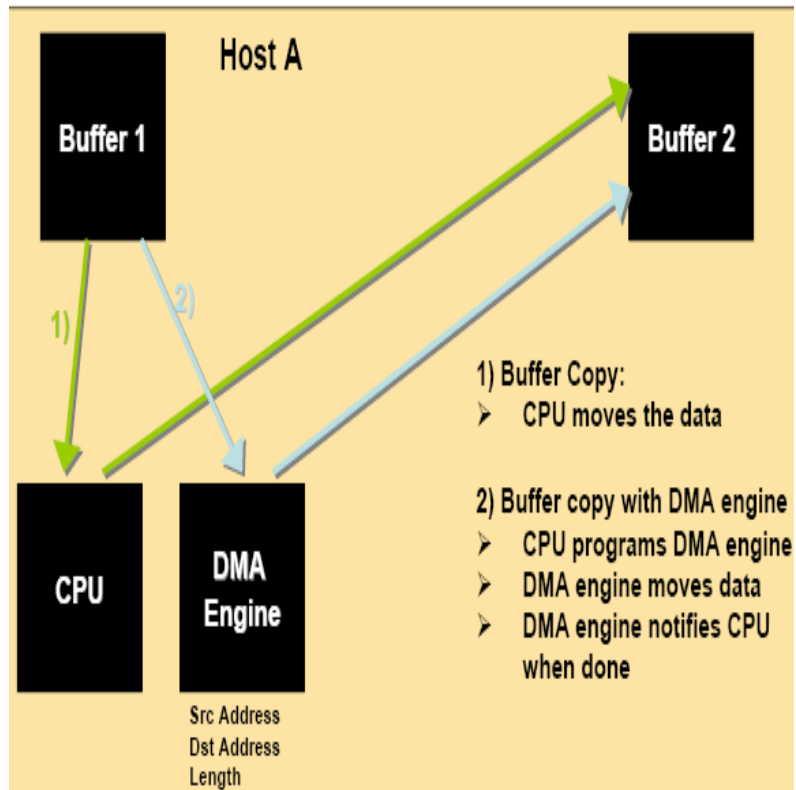 Host A
Buffer 1
Buffer 2
1)
2)
1) Buffer Copy:
➢ CPU moves the data
2) Buffer copy with DMA engine
➢ CPU programs DMA engine
➢ DMA engine moves data
➢ DMA engine notifies CPU
when done
CPU
DMA
Engine
Src Address
Dst Address
Length